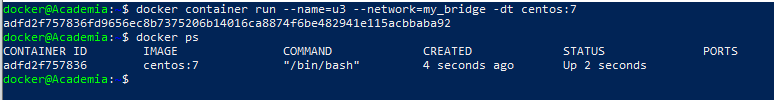 docker@Academia: $ docker container run --name=u3 --network=my_bridge -dt centos:7
adfd2f757836fd9656ec8b7375206b14016ca8874f6be482941e115acbbaba92
docker@Academia: $ docker ps
CONTAINER ID IMAGE COMMAND CREATED STATUS PORTS
adfd2f757836 centos:7 "/bin/bash" 4 seconds ago Up 2 seconds
docker@Academia: $